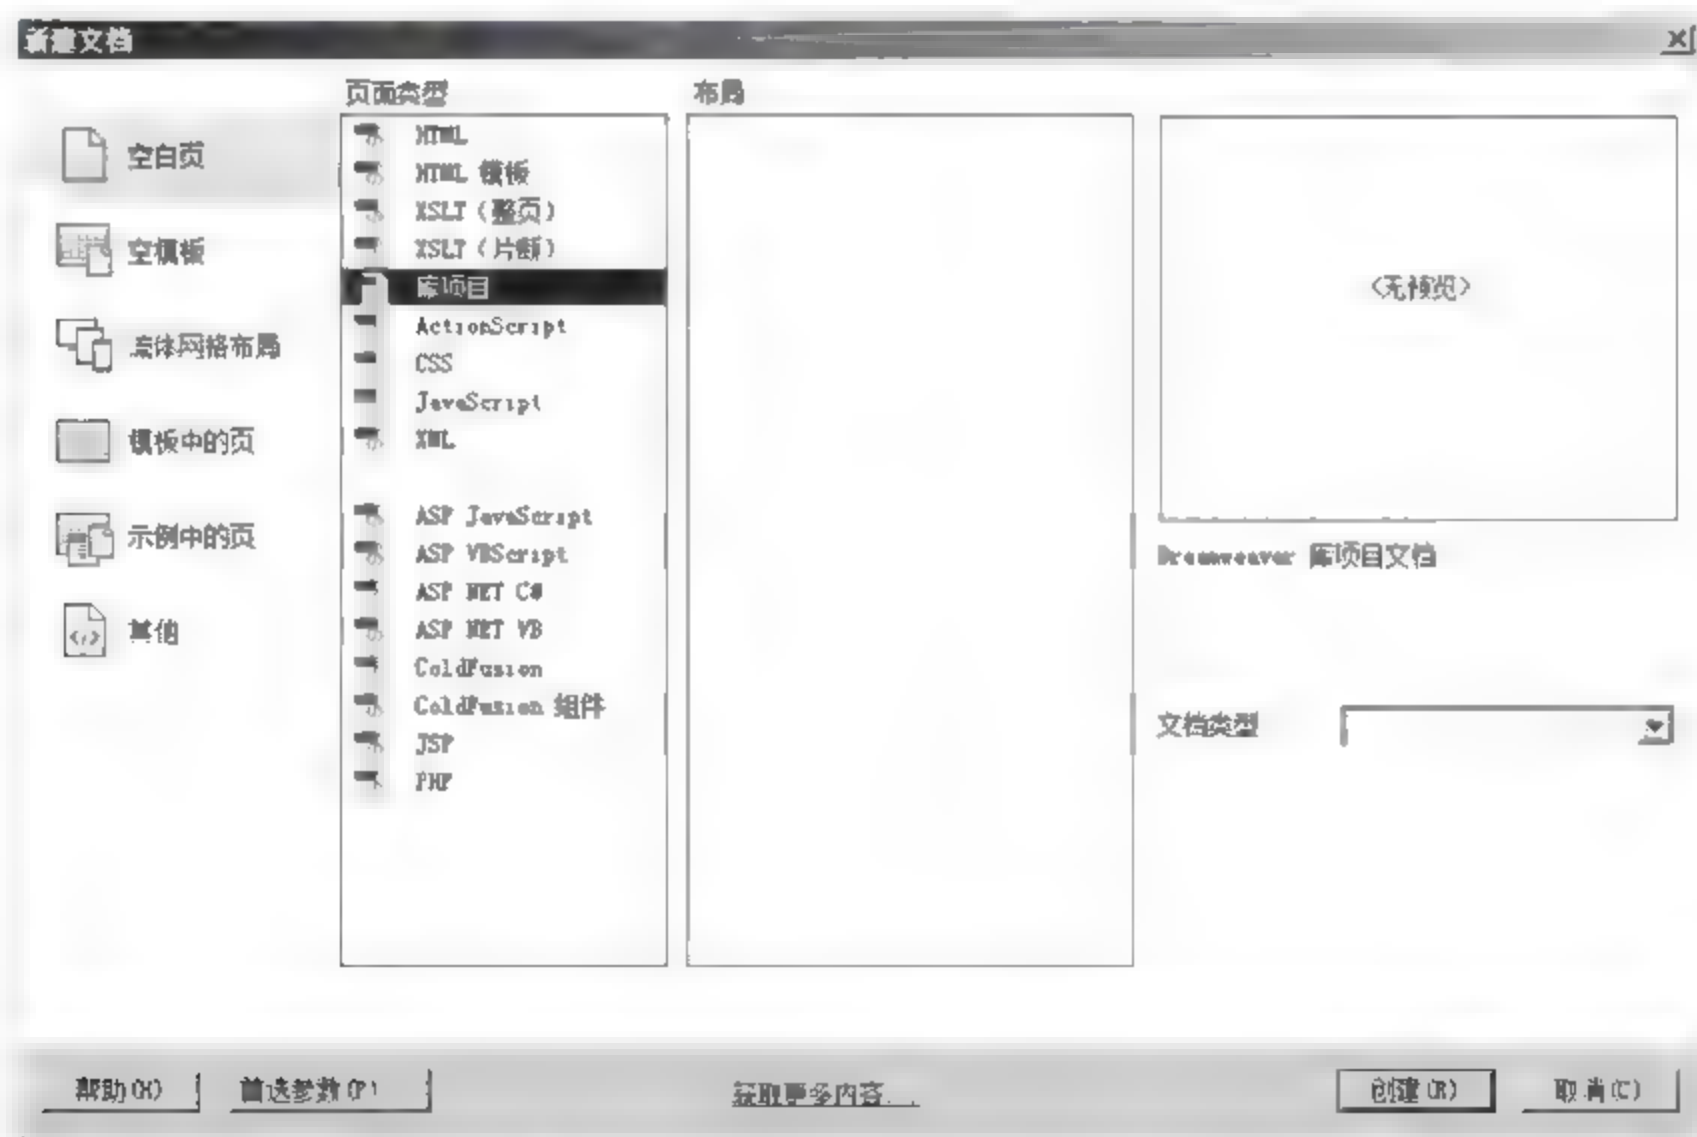 新建文档
空白页
空模板
流体网格布局
模板中的页
示例中的页
其他
页面类型
HTML
HTML 模板
XSLT（整页）
XSLT（片断）
库项目
ActionScript
CSS
JavaScript
XML
ASP JavaScript
ASP VBScript
ASP NET C#
ASP NET VB
ColdFusion
ColdFusion 组件
JSP
PHP
布局
<无预览>
Dreamweaver 库项目文档
文档类型
帮助(H)
首选参数(P)
获取更多内容...
创建(R)
取消(C)